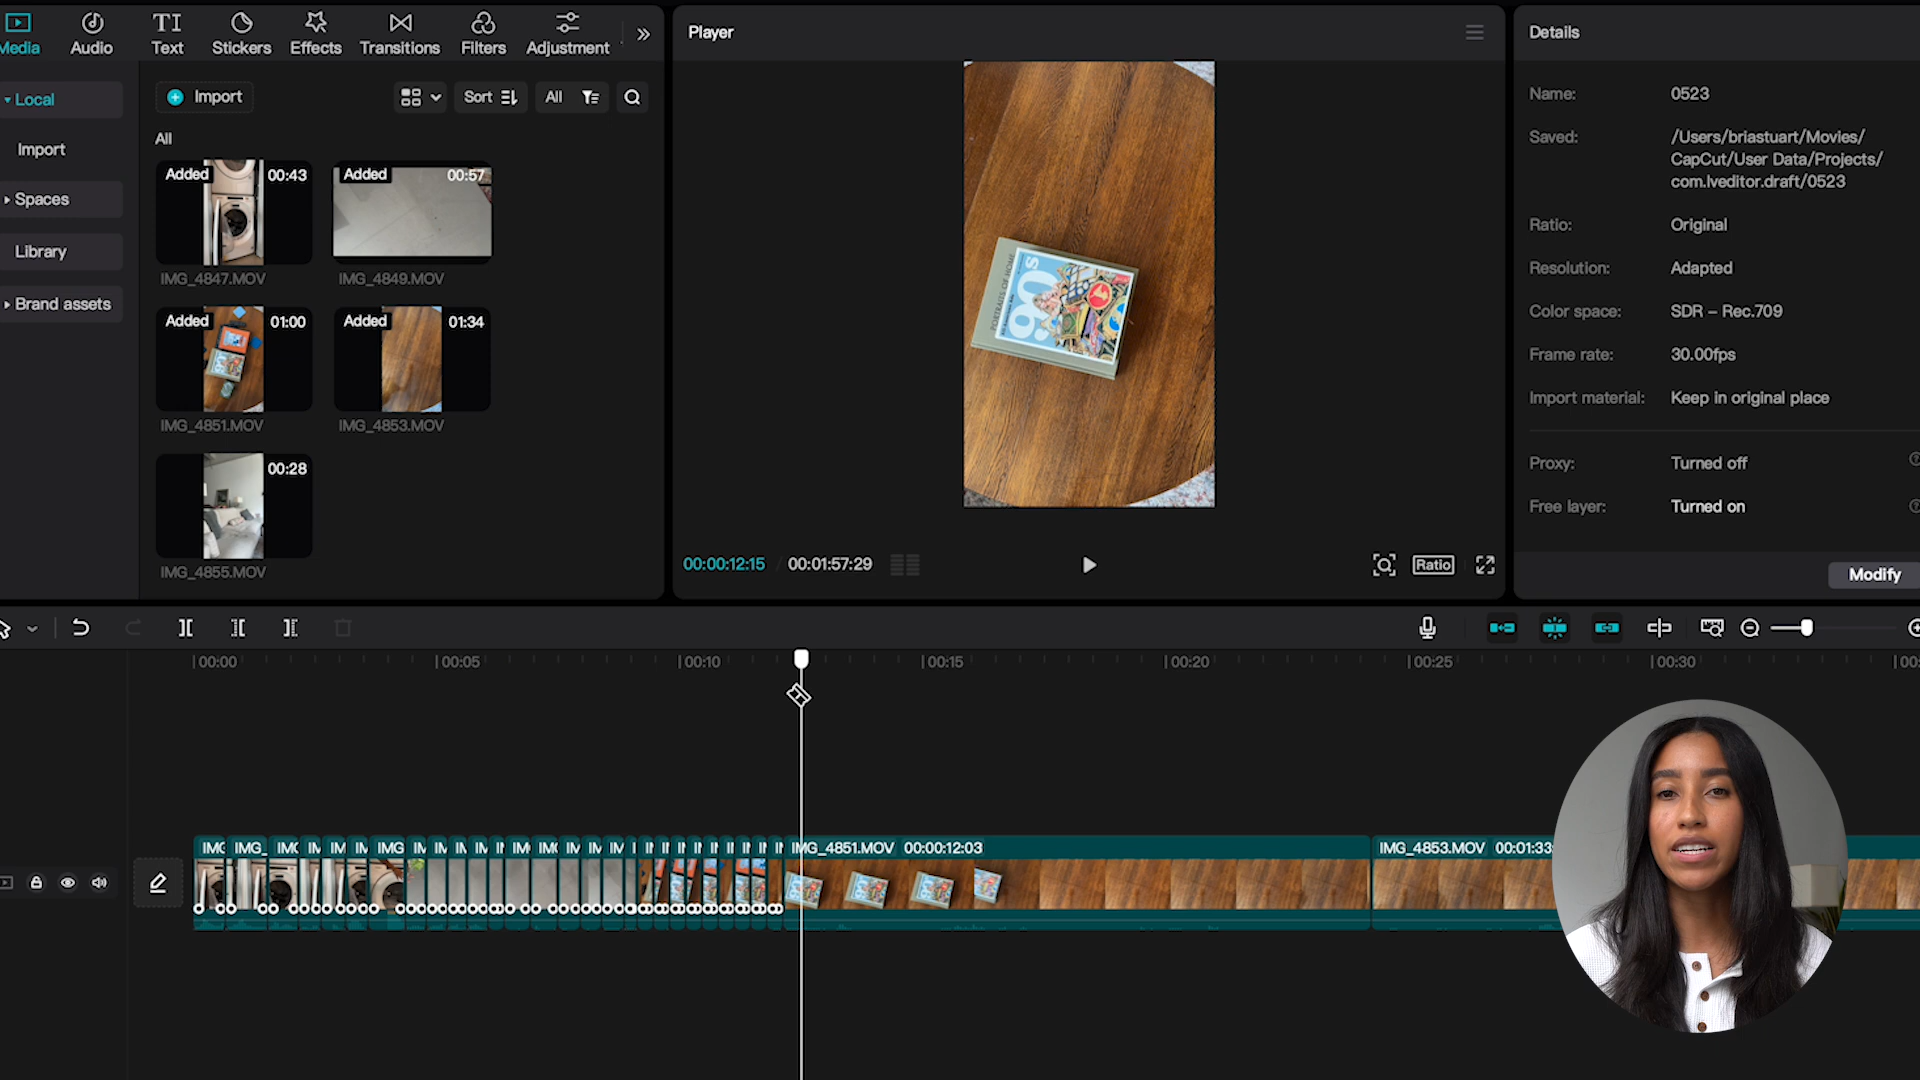 Media
Audio
TI
Text
Stickers
Effects
Transitions
Filters
Adjustment
Player
Details
Local
Import
Spaces
Library
Brand assets
Import
Sort
All
All
Added 00:43
IMG_4847.MOV
Added 00:57
IMG_4849.MOV
Added 01:00
IMG_4851.MOV
Added 01:34
IMG_4853.MOV
00:28
IMG_4855.MOV
PORTRAITS OF HOME
90s
00:00:12:15 / 00:01:57:29
Ratio
Name: 0523
Saved: /Users/briastuart/Movies/
CapCut/User Data/Projects/
com.lveditor.draft/0523
Ratio: Original
Resolution: Adapted
Color space: SDR – Rec.709
Frame rate: 30.00fps
Import material: Keep in original place
Proxy: Turned off
Free layer: Turned on
Modify
00:00 00:05 00:10 00:15 00:20 00:25 00:30 00:
IMG_4851.MOV 00:00:12:03
IMG_4853.MOV 00:01:33: